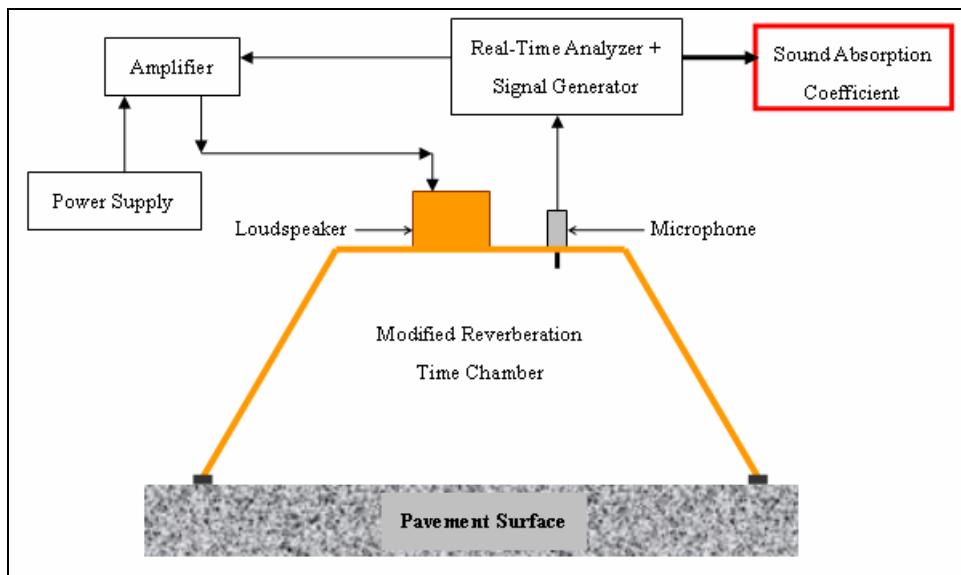 Amplifier
Real-Time Analyzer +
Signal Generator
Sound Absorption
Coefficient
Power Supply
Loudspeaker
Microphone
Modified Reverberation
Time Chamber
Pavement Surface